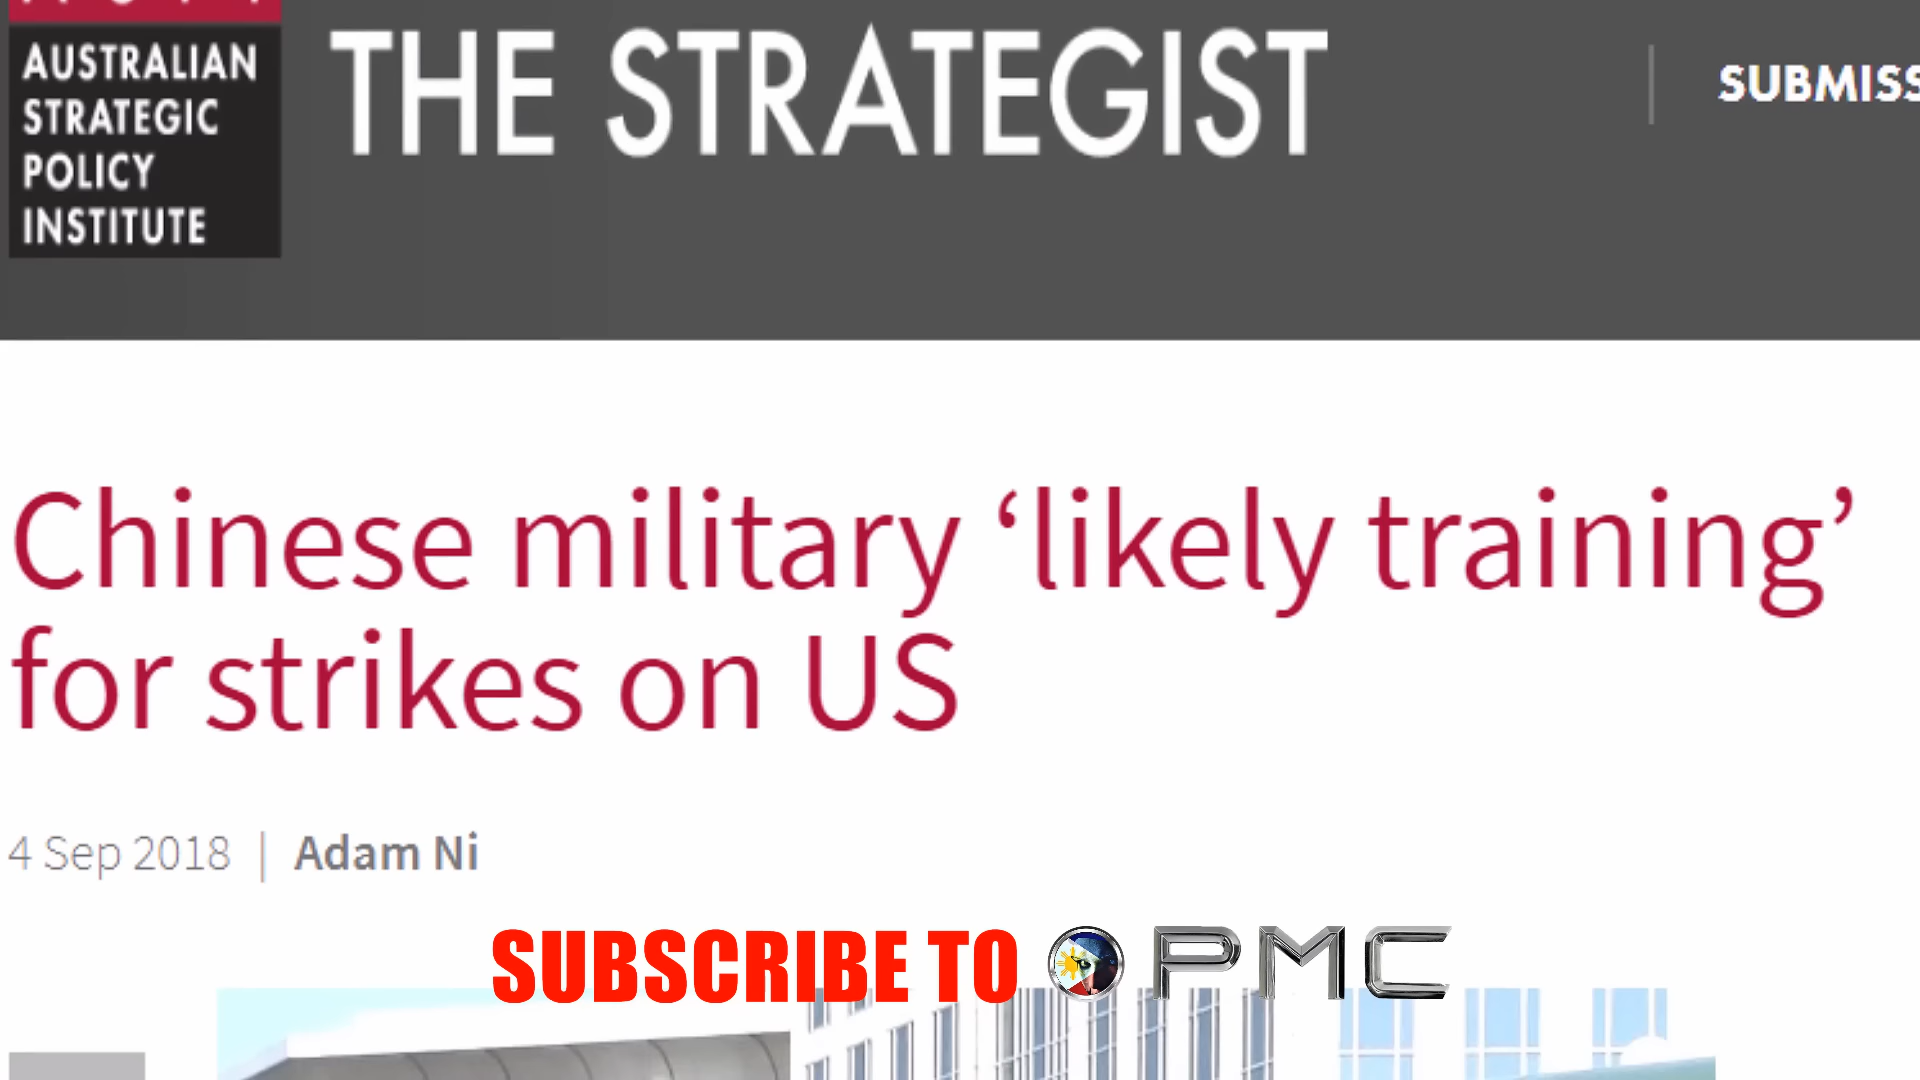 AUSTRALIAN
STRATEGIC
POLICY
INSTITUTE
THE STRATEGIST
SUBMISS
Chinese military ‘likely training’
for strikes on US
4 Sep 2018 | Adam Ni
SUBSCRIBE TO PMC